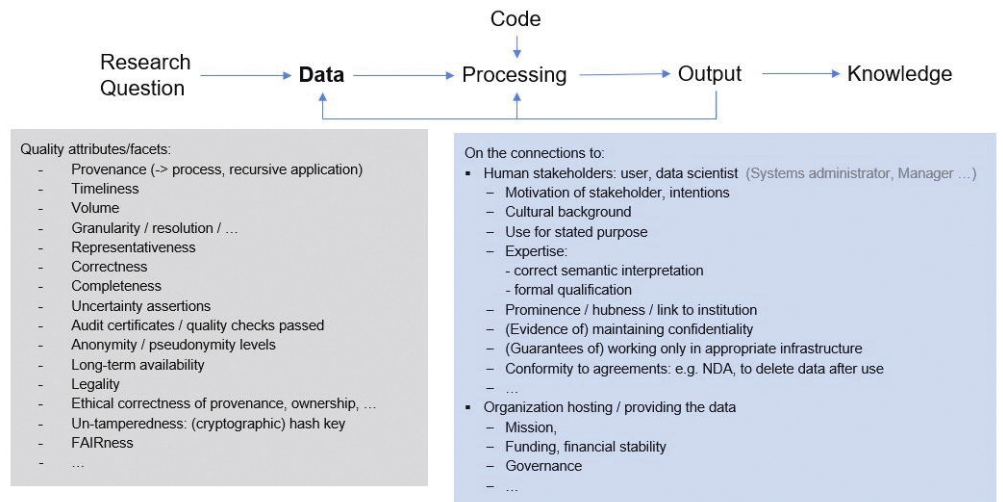 Code
Research
Question
Data
Processing
Output
Knowledge
Quality attributes/facets:
- Provenance (-> process, recursive application)
- Timeliness
- Volume
- Granularity / resolution / …
- Representativeness
- Correctness
- Completeness
- Uncertainty assertions
- Audit certificates / quality checks passed
- Anonymity / pseudonymity levels
- Long-term availability
- Legality
- Ethical correctness of provenance, ownership, …
- Un-tamperedness: (cryptographic) hash key
- FAIRness
- …
On the connections to:
▪ Human stakeholders: user, data scientist (Systems administrator, Manager …)
– Motivation of stakeholder, intentions
– Cultural background
– Use for stated purpose
– Expertise:
- correct semantic interpretation
- formal qualification
– Prominence / hubness / link to institution
– (Evidence of) maintaining confidentiality
– (Guarantees of) working only in appropriate infrastructure
– Conformity to agreements: e.g. NDA, to delete data after use
– …
▪ Organization hosting / providing the data
– Mission,
– Funding, financial stability
– Governance
– …